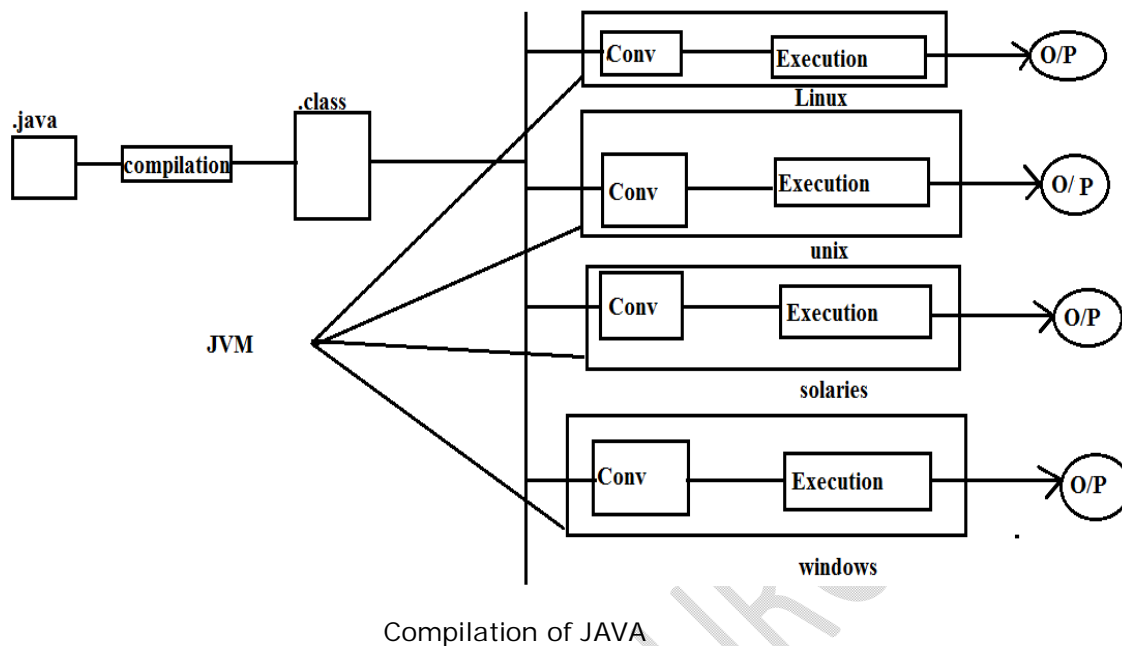 .java
compilation
.class
Conv
Execution
O/P
Linux
Conv
Execution
O/ P
unix
Conv
Execution
O/P
solaries
JVM
Conv
Execution
O/P
windows
Compilation of JAVA